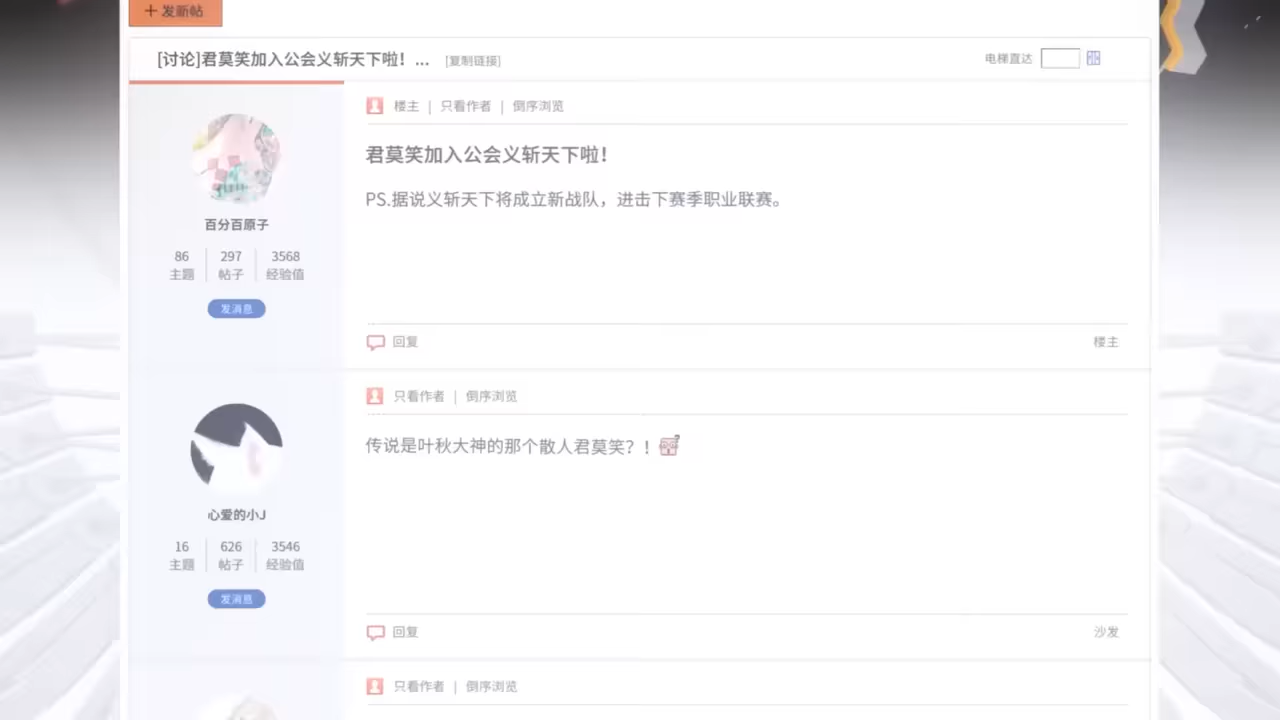 + 发新帖
[讨论]君莫笑加入公会义斩天下啦！... [复制链接]
电梯直达
楼主 | 只看作者 | 倒序浏览
君莫笑加入公会义斩天下啦！
PS.据说义斩天下将成立新战队，进击下赛季职业联赛。
百分百原子
86 297 3568
主题 帖子 经验值
发消息
回复
楼主
只看作者 | 倒序浏览
传说是叶秋大神的那个散人君莫笑？！
心爱的小J
16 626 3546
主题 帖子 经验值
发消息
回复
沙发
只看作者 | 倒序浏览